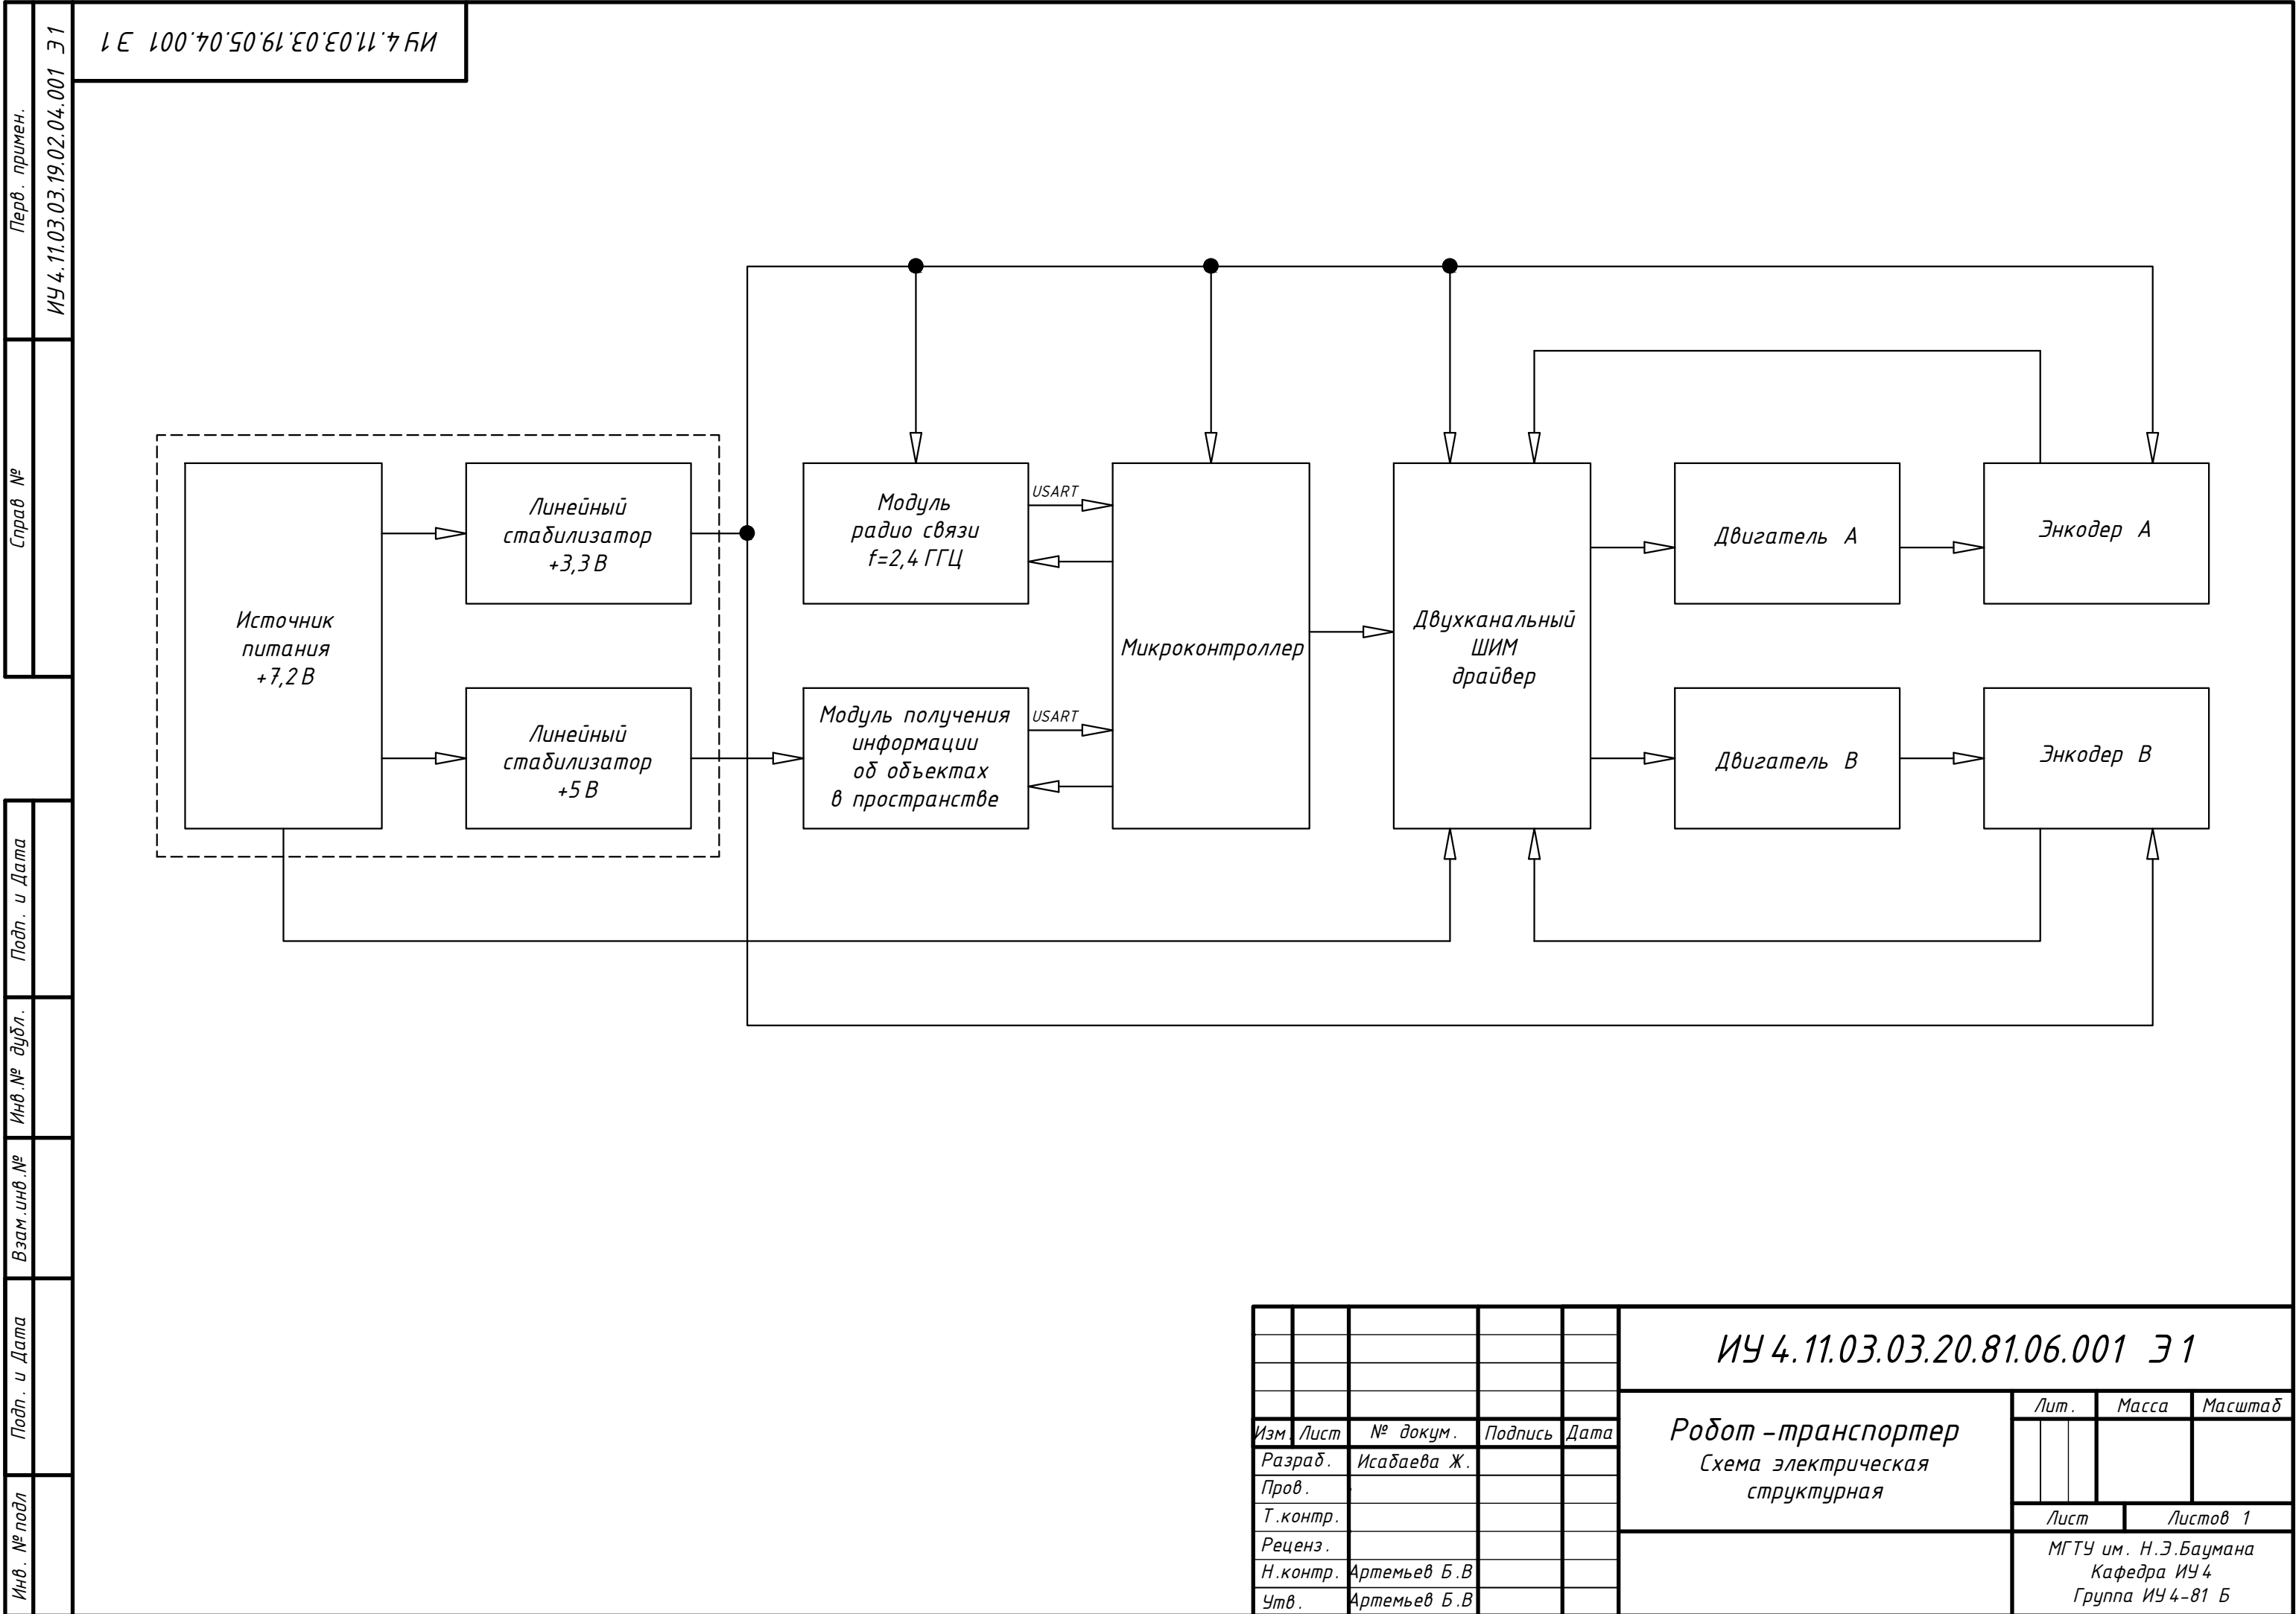 ИУ 4.11.03.03.19.05.04.001 Э 1
Перв. примен.
ИУ 4.11.03.03.19.02.04.001 Э 1
Справ №
Подп. и Дата
Инв.№ дубл.
Взам.инв.№
Подп. и Дата
Инв. № подл
Источник
питания
+7,2 В
Линейный
стабилизатор
+3,3 В
Линейный
стабилизатор
+5 В
Модуль
радио связи
f=2,4 ГГЦ
USART
Модуль получения
информации
об объектах
в пространстве
USART
Микроконтроллер
Двухканальный
ШИМ
драйвер
Двигатель А
Энкодер А
Двигатель В
Энкодер В
ИУ 4.11.03.03.20.81.06.001 Э 1
Робот -транспортер
Схема электрическая
структурная
Лит. Масса Масштаб
Лист Листов 1
МГТУ им. Н.Э.Баумана
Кафедра ИУ 4
Группа ИУ 4-81 Б
Изм. Лист № докум. Подпись Дата
Разраб. Исабаева Ж.
Пров.
Т.контр.
Реценз.
Н.контр. Артемьев Б.В
Утв. Артемьев Б.В